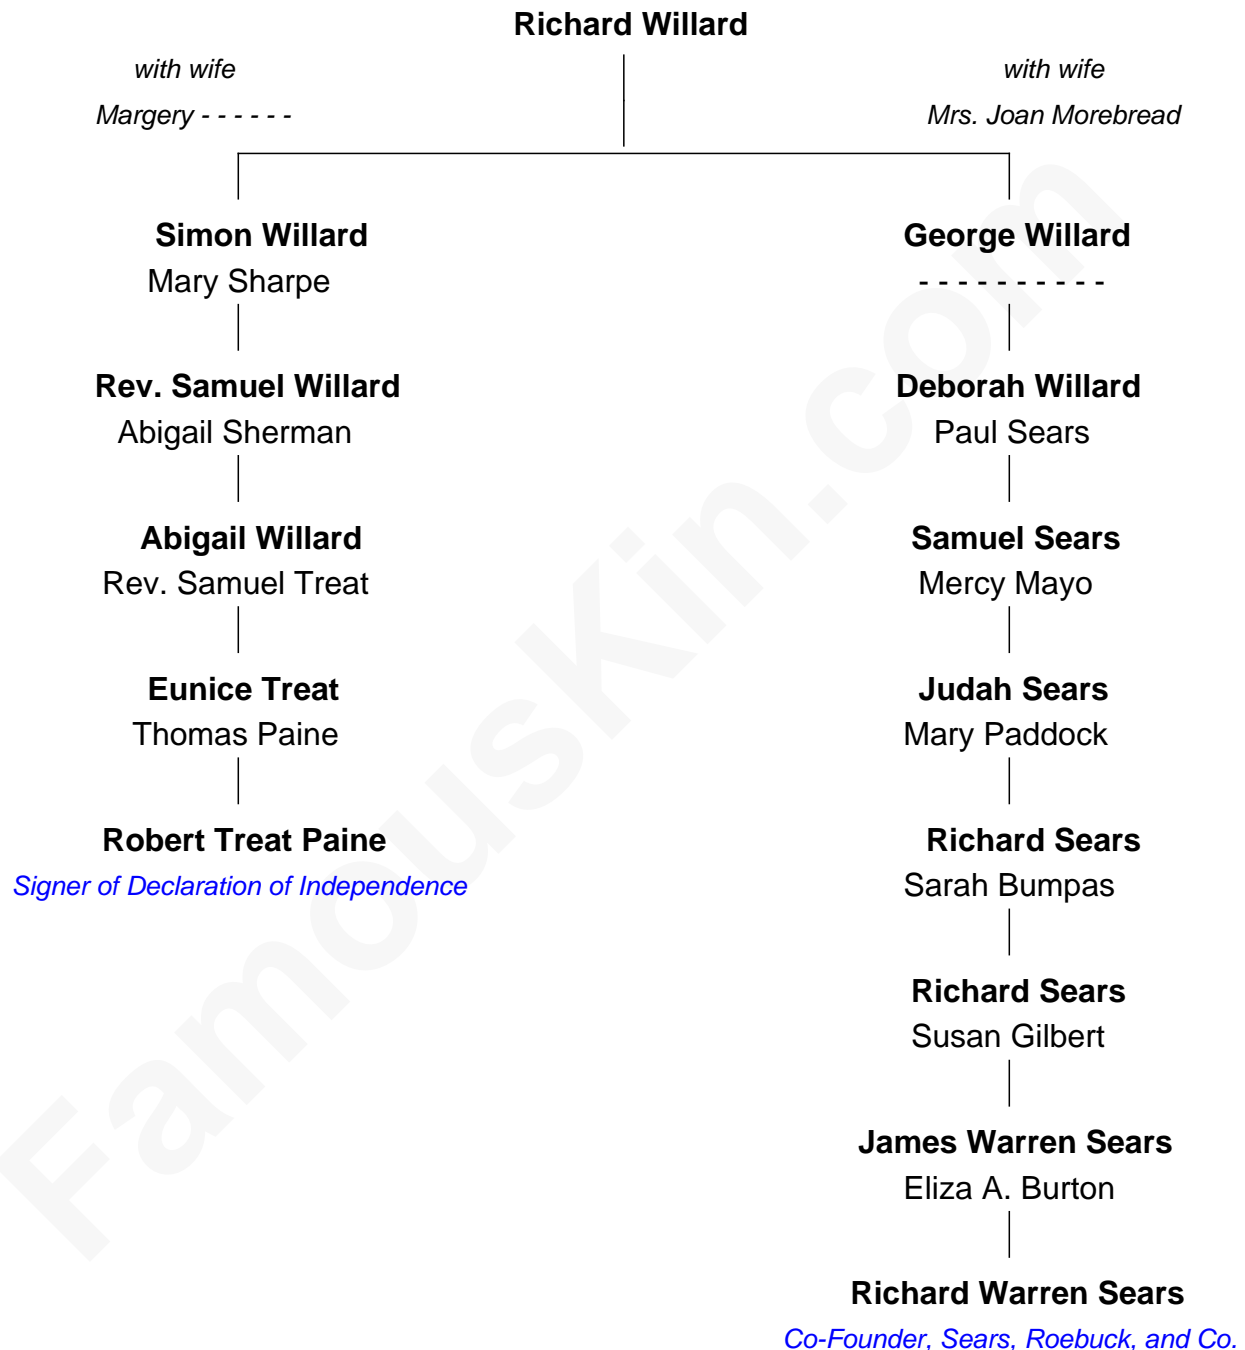 Richard Willard
with wife
Margery - - - - - -
with wife
Mrs. Joan Morebread
Simon Willard
Mary Sharpe
Rev. Samuel Willard
Abigail Sherman
Abigail Willard
Rev. Samuel Treat
Eunice Treat
Thomas Paine
Robert Treat Paine
Signer of Declaration of Independence
George Willard
- - - - - - - - - -
Deborah Willard
Paul Sears
Samuel Sears
Mercy Mayo
Judah Sears
Mary Paddock
Richard Sears
Sarah Bumpas
Richard Sears
Susan Gilbert
James Warren Sears
Eliza A. Burton
Richard Warren Sears
Co-Founder, Sears, Roebuck, and Co.
FamousKin.com